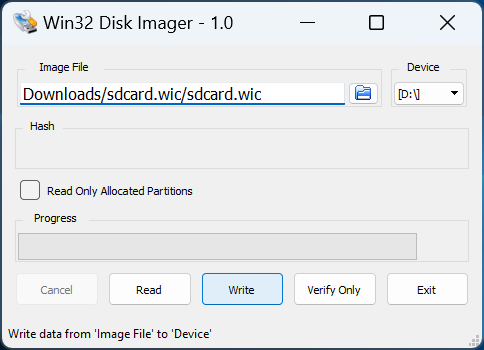 Win32 Disk Imager - 1.0
Image File
Device
Downloads/sdcard.wic/sdcard.wic
[D:\]
Hash
Read Only Allocated Partitions
Progress
Cancel
Read
Write
Verify Only
Exit
Write data from 'Image File' to 'Device'